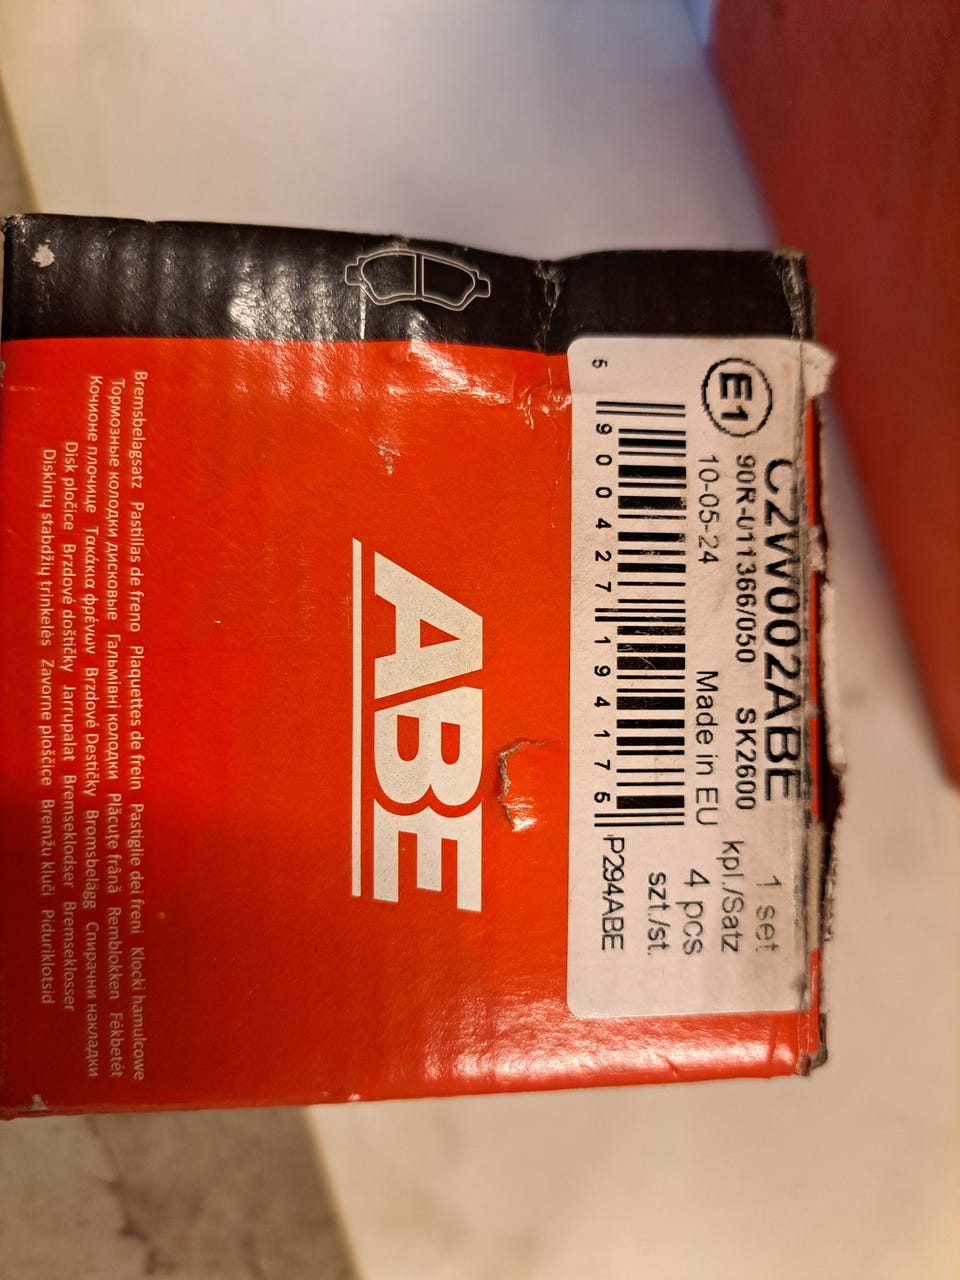 C2W002ABE
E1
90R-011366/050 SK2600
1 set
kpl./Satz
10-05-24 Made in EU
4 pcs
szt./st.
5 900427 194175
P294ABE
ABE
Bremsbelagsatz Pastillas de freno Plaquettes de frein Pastiglie dei freni Klocki hamulcowe
Тормозные колодки дисковые Гальмівні колодки Plăcuțe frână Remblokken Fékbetét
Кочионе плочице Τακάκια φρένων Brzdové Destičky Bromsbelägg Спирачни накладки
Disk pločice Brzdové doštičky Jarrupalat Bremseklodser Bremseklosser
Diskinių stabdžių trinkelės Zavorne ploščice Bremžu kluči Piduriklotsid